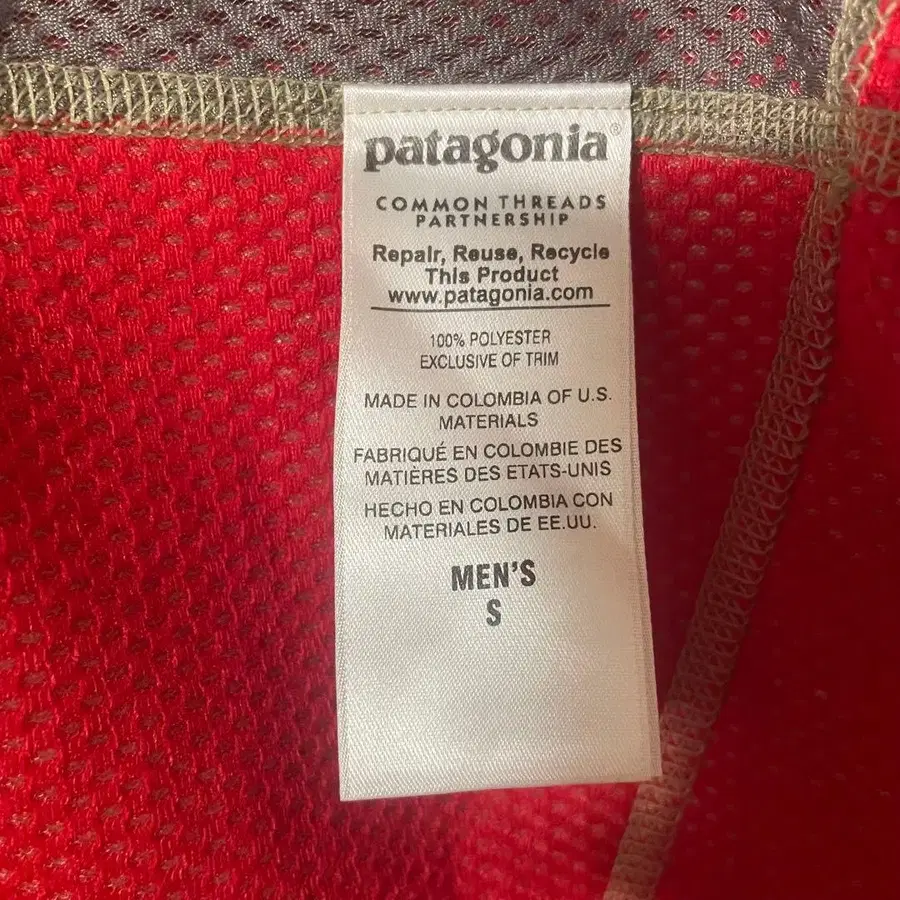 patagonia®
COMMON THREADS
PARTNERSHIP
Repair, Reuse, Recycle
This Product
www.patagonia.com
100% POLYESTER
EXCLUSIVE OF TRIM
MADE IN COLOMBIA OF U.S.
MATERIALS
FABRIQUÉ EN COLOMBIE DES
MATIÈRES DES ETATS-UNIS
HECHO EN COLOMBIA CON
MATERIALES DE EE.UU.
MEN'S
S